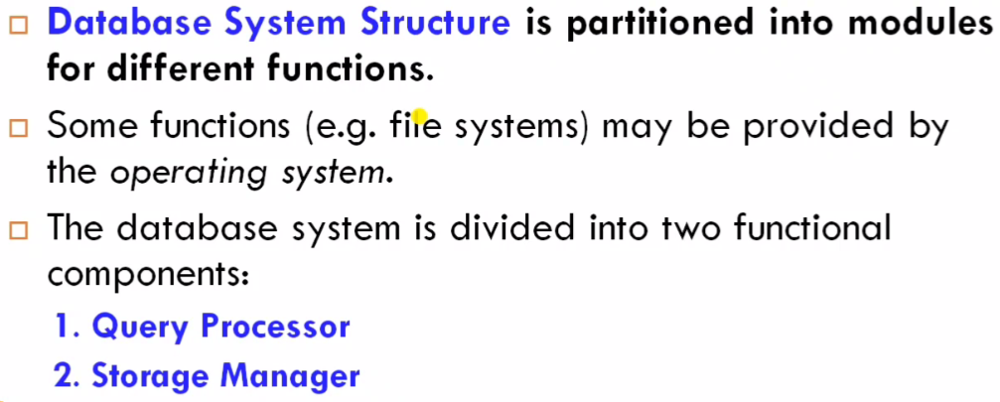 Database System Structure is partitioned into modules
for different functions.
Some functions (e.g. file systems) may be provided by
the operating system.
The database system is divided into two functional
components:
1. Query Processor
2. Storage Manager